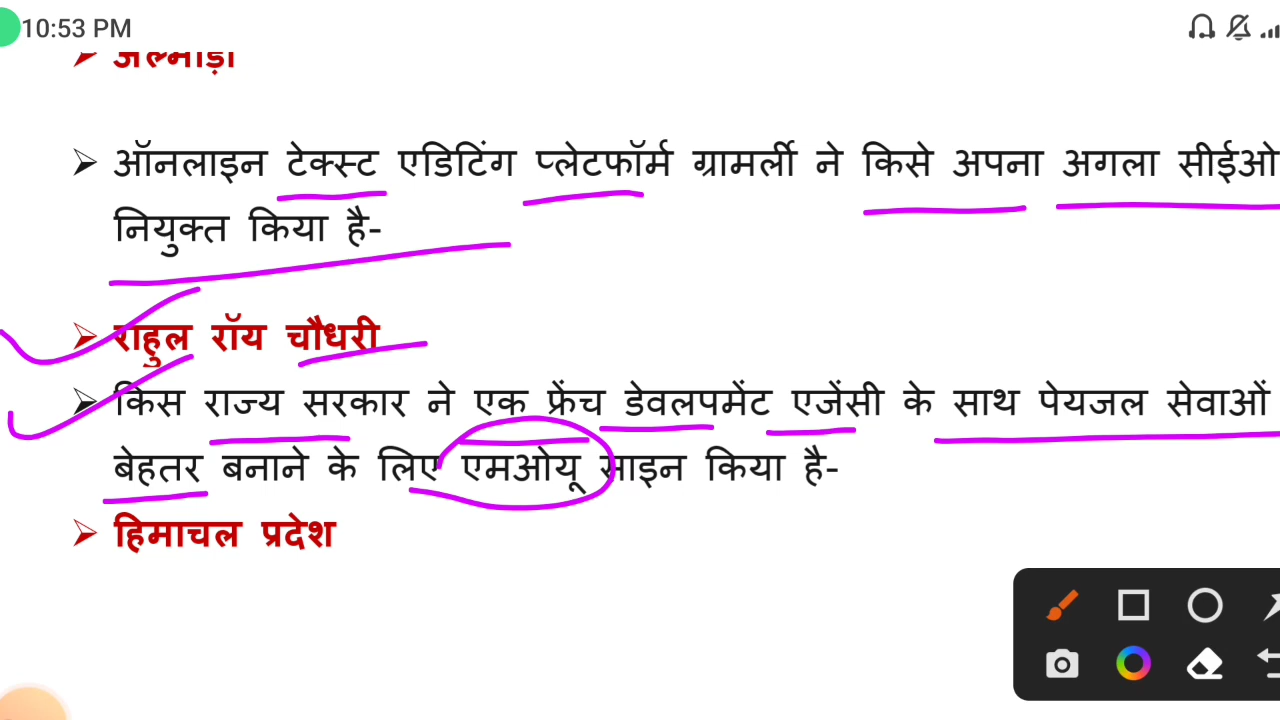 10:53 PM
अल्मोड़ा
ऑनलाइन टेक्स्ट एडिटिंग प्लेटफॉर्म ग्रामर्ली ने किसे अपना अगला सीईओ
नियुक्त किया है-
राहुल रॉय चौधरी
किस राज्य सरकार ने एक फ्रेंच डेवलपमेंट एजेंसी के साथ पेयजल सेवाओं
बेहतर बनाने के लिए एमओयू साइन किया है-
हिमाचल प्रदेश